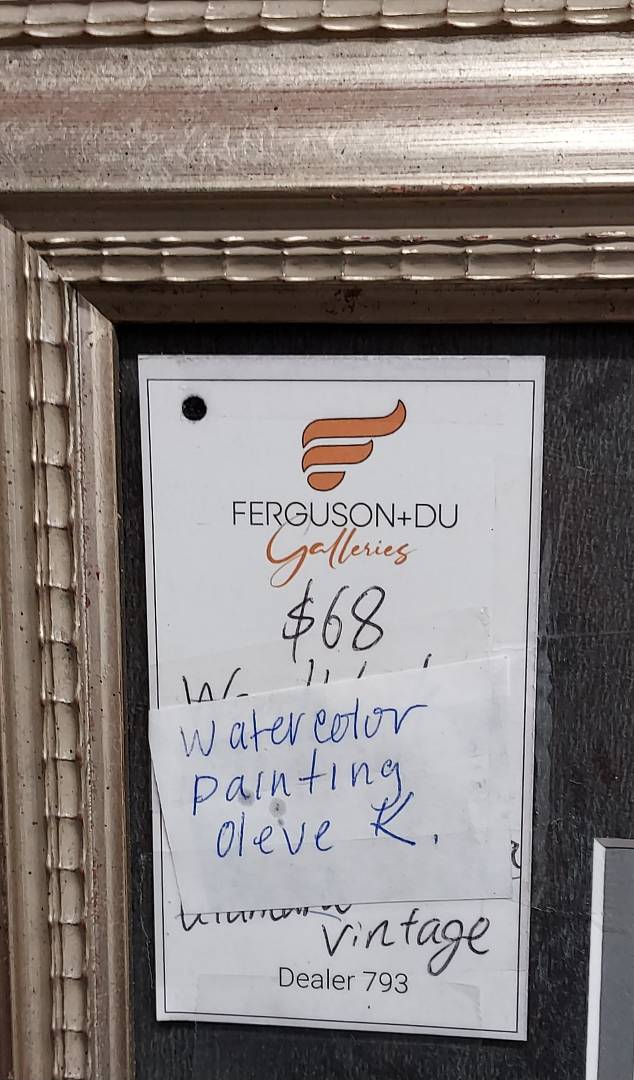 FERGUSON+DU
Galleries
$68
watercolor
painting
oleve K.
vintage
Dealer 793